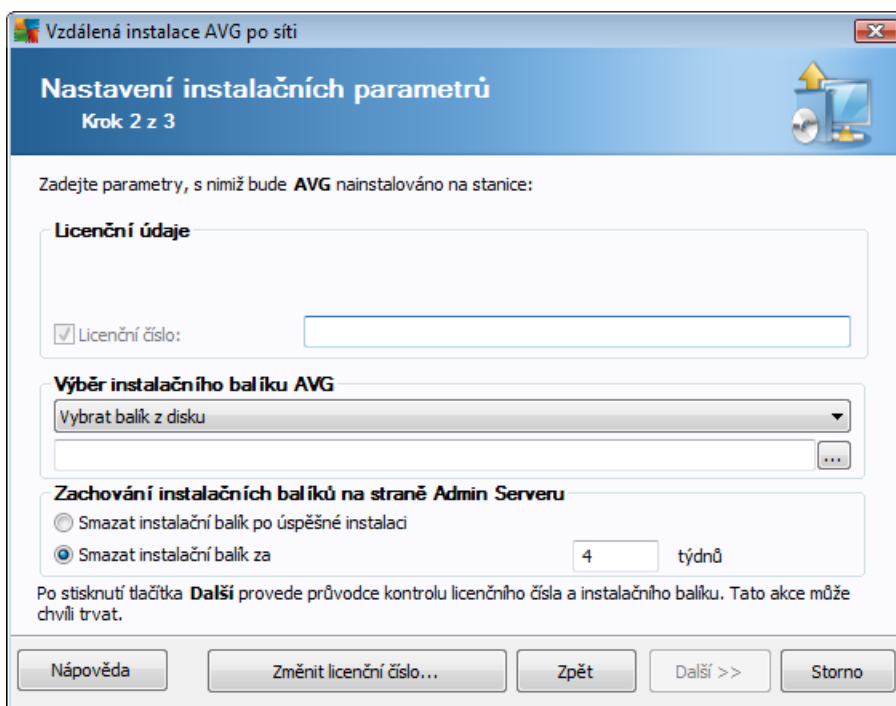 Vzdálená instalace AVG po síti
Nastavení instalačních parametrů
Krok 2 z 3
Zadejte parametry, s nimiž bude AVG nainstalováno na stanice:
Licenční údaje
Licenční číslo:
Výběr instalačního balíku AVG
Vybrat balík z disku
...
Zachování instalačních balíků na straně Admin Serveru
Smazat instalační balík po úspěšné instalaci
Smazat instalační balík za 4 týdnů
Po stisknutí tlačítka Další provede průvodce kontrolu licenčního čísla a instalačního balíku. Tato akce může
chvíli trvat.
Nápověda Změnit licenční číslo... Zpět Další >> Storno